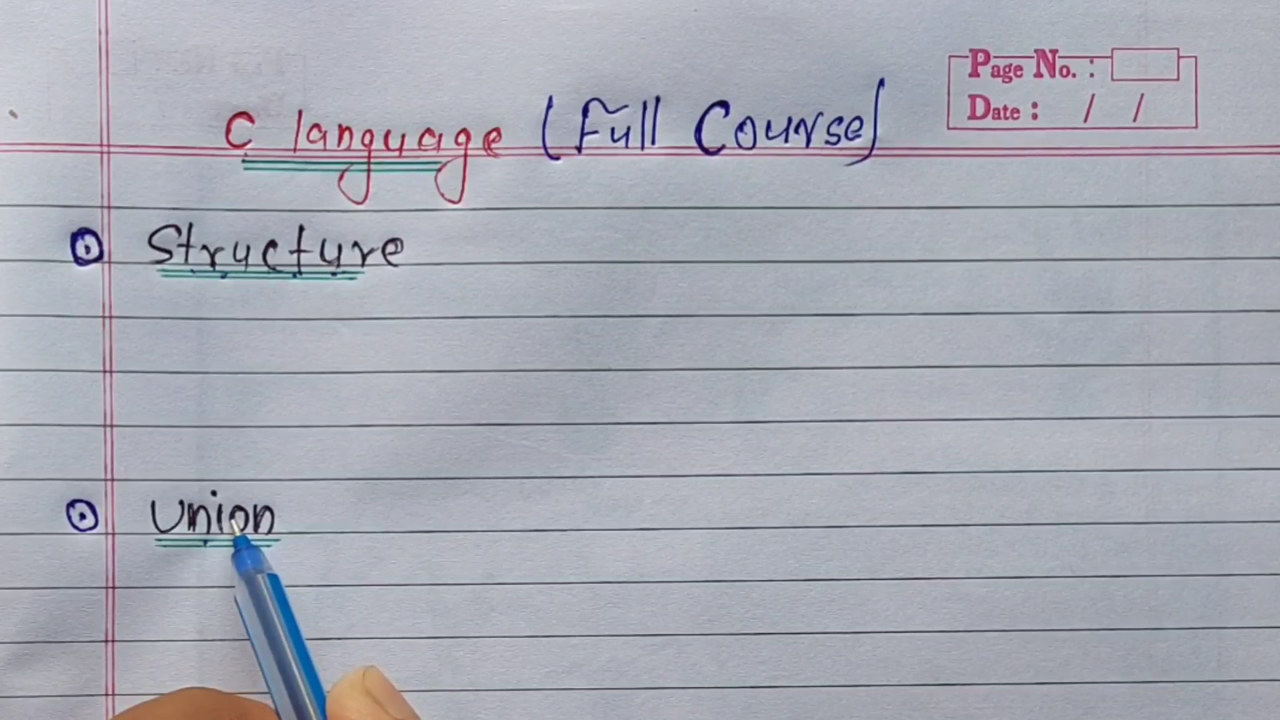 Page No. :
Date : / /
C language (Full Course)
Structure
Union